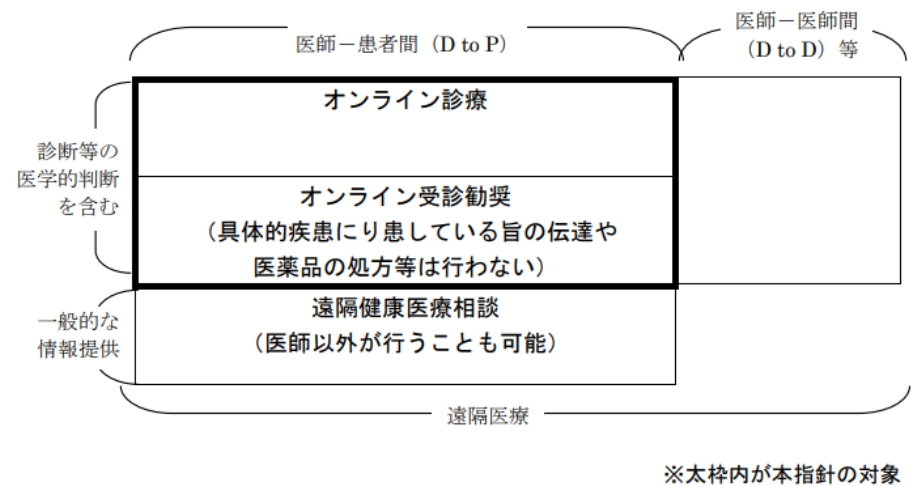 医師－患者間（D to P）
医師－医師間
（D to D）等
診断等の
医学的判断
を含む
オンライン診療
オンライン受診勧奨
（具体的疾患にり患している旨の伝達や
医薬品の処方等は行わない）
一般的な
情報提供
遠隔健康医療相談
（医師以外が行うことも可能）
遠隔医療
※太枠内が本指針の対象